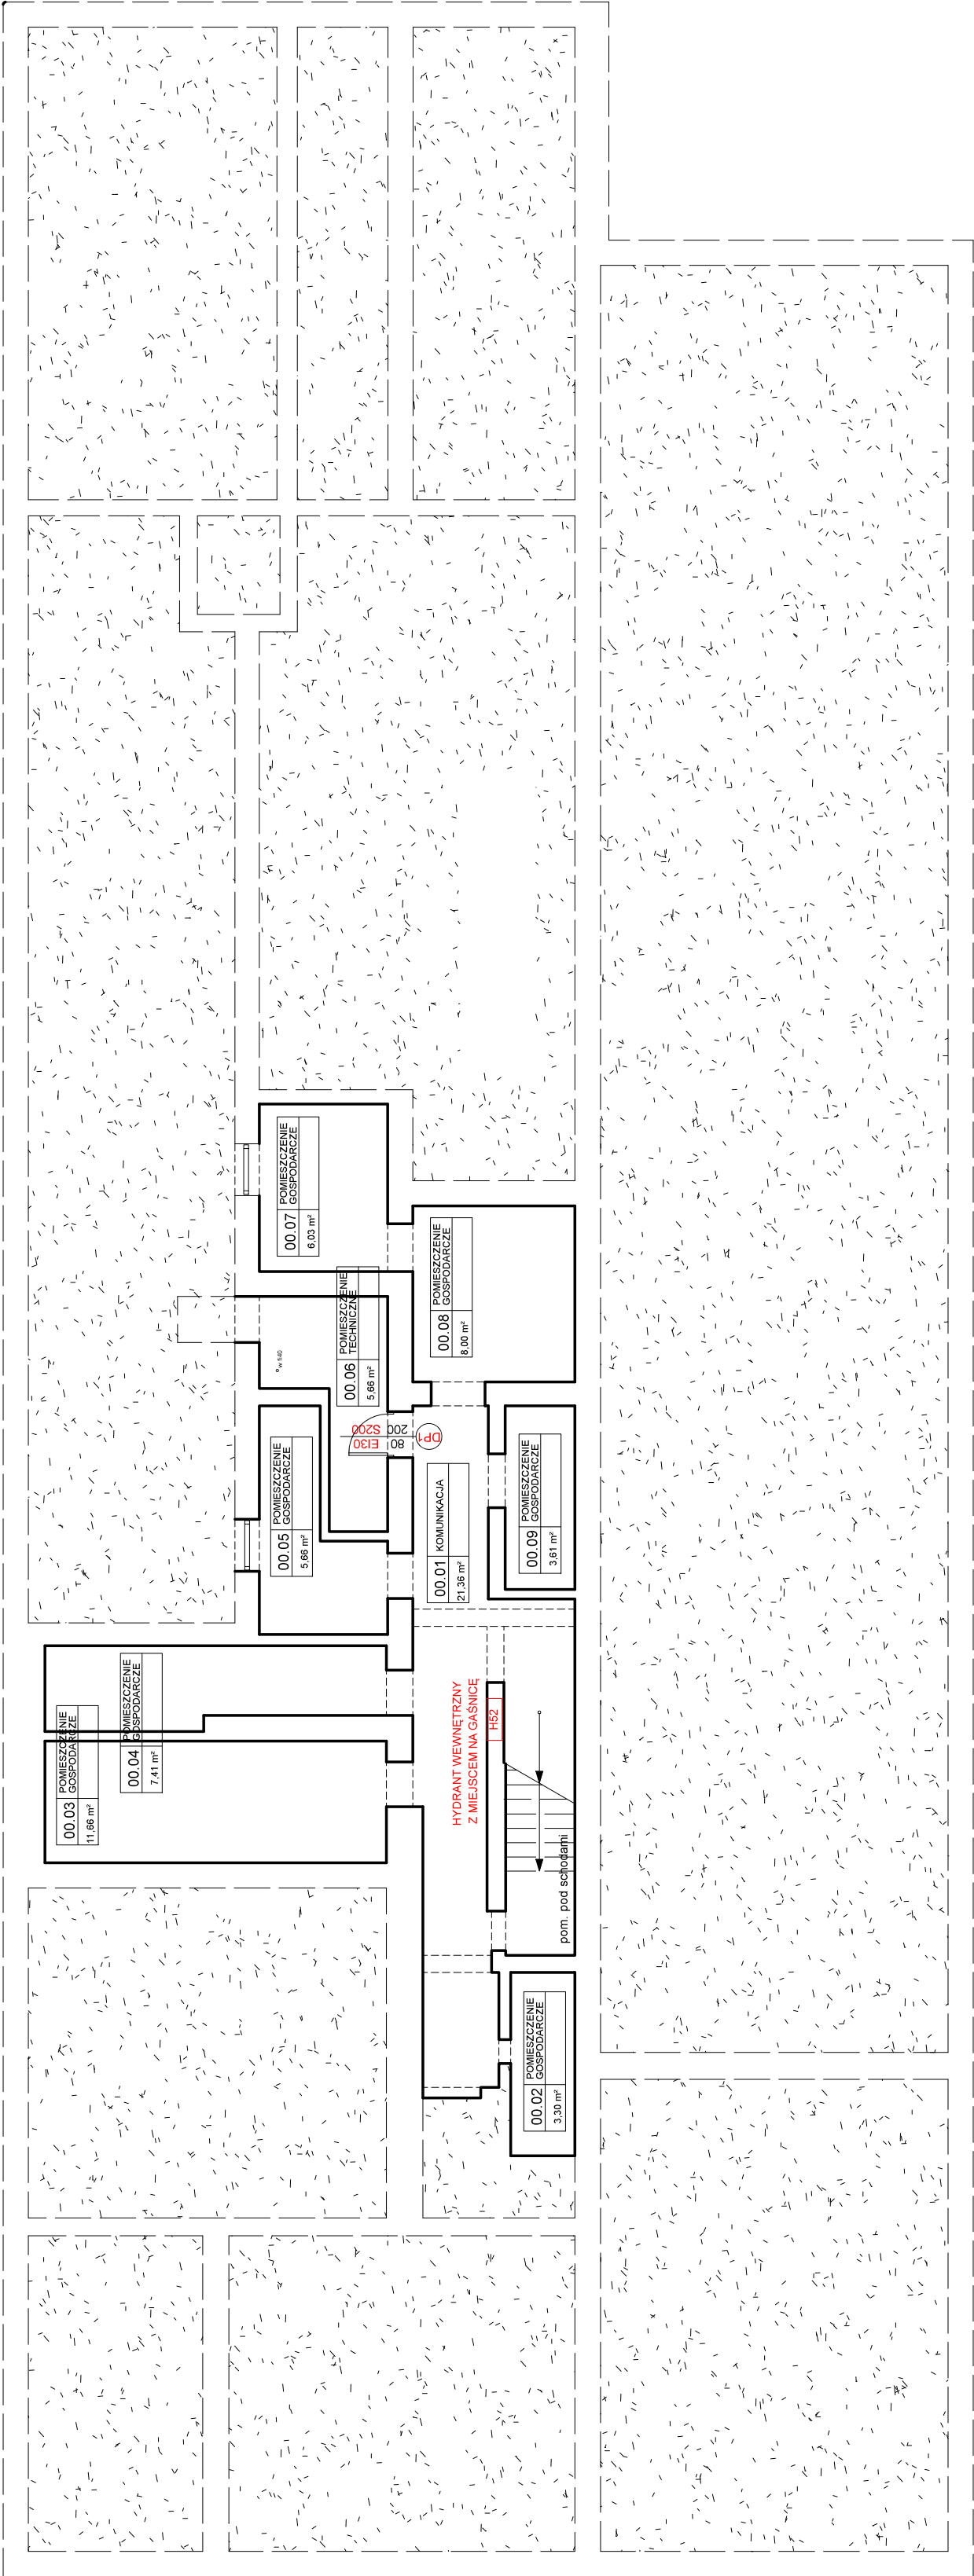 00.03
POMIESZCZENIE
GOSPODARCZE
11,66 m²
00.04
POMIESZCZENIE
GOSPODARCZE
7,41 m²
00.05
POMIESZCZENIE
GOSPODARCZE
5,66 m²
00.07
POMIESZCZENIE
GOSPODARCZE
6,03 m²
00.06
POMIESZCZENIE
TECHNICZNE
5,66 m²
EI30 S200
80 200
DP1
00.01
KOMUNIKACJA
21,36 m²
00.08
POMIESZCZENIE
GOSPODARCZE
8,00 m²
HYDRANT WEWNĘTRZNY
Z MIEJSCEM NA GAŚNICĘ
H52
00.02
POMIESZCZENIE
GOSPODARCZE
3,30 m²
00.09
POMIESZCZENIE
GOSPODARCZE
3,61 m²
pom. pod schodami